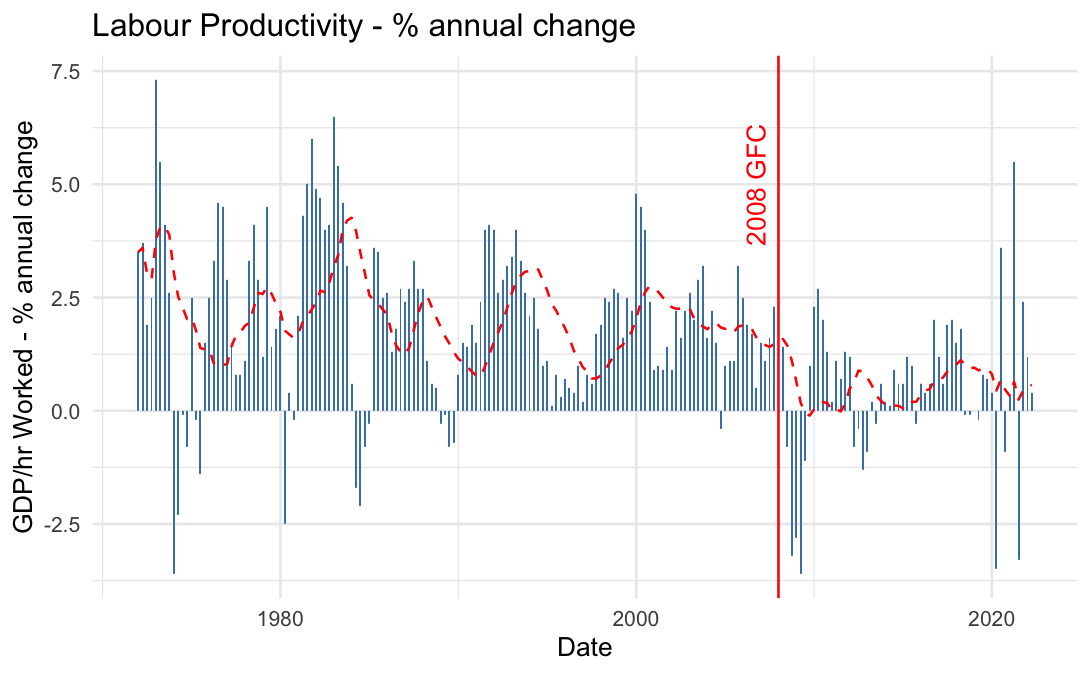 Labour Productivity - % annual change
GDP/hr Worked - % annual change
7.5
5.0
2.5
0.0
-2.5
2008 GFC
1980
2000
2020
Date